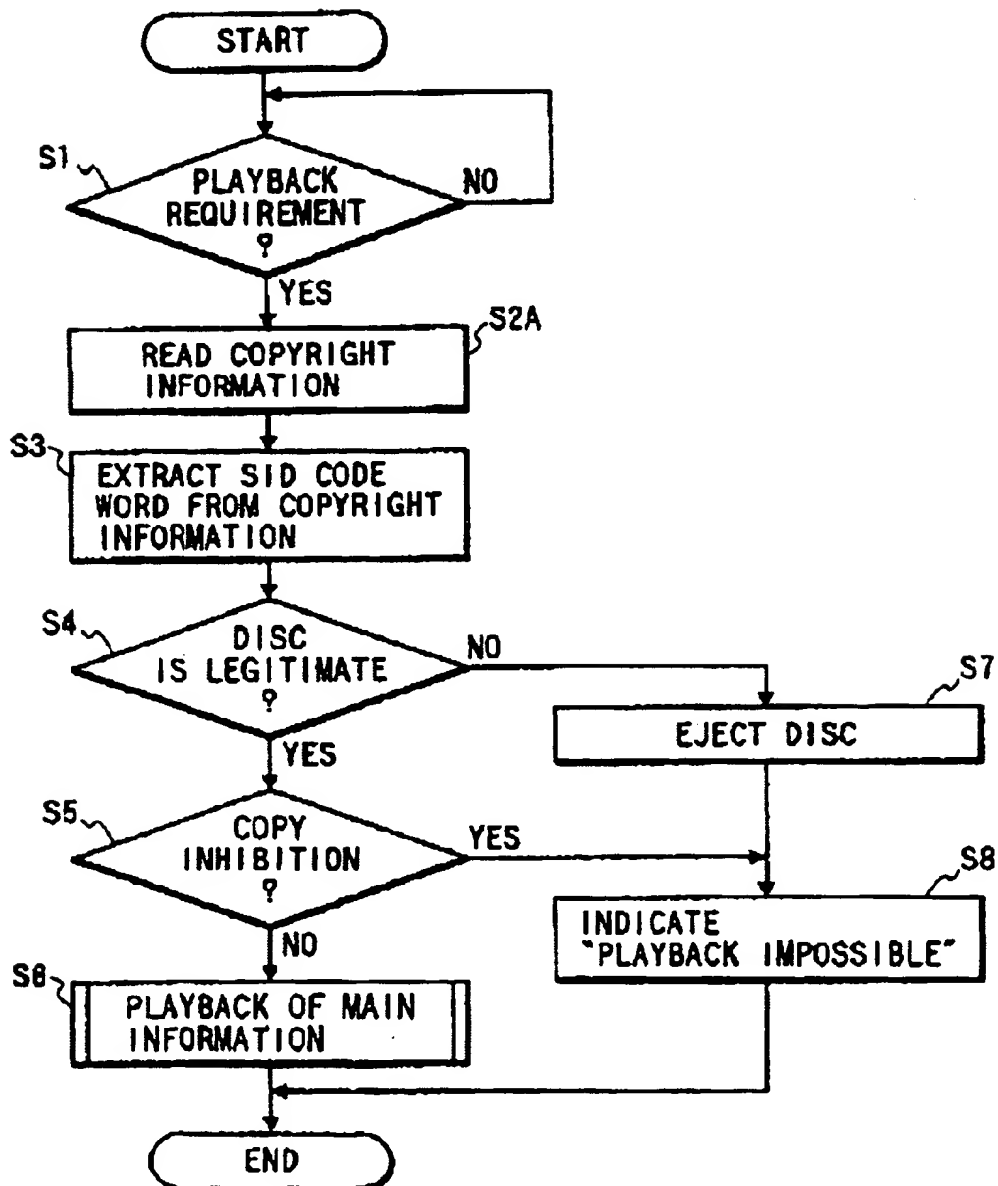 START
S1
PLAYBACK
REQUIREMENT
?
NO
YES
S2A
READ COPYRIGHT
INFORMATION
S3
EXTRACT SID CODE
WORD FROM COPYRIGHT
INFORMATION
S4
DISC
IS LEGITIMATE
?
NO
YES
S7
EJECT DISC
S5
COPY
INHIBITION
?
YES
NO
S8
INDICATE
"PLAYBACK IMPOSSIBLE"
S6
PLAYBACK OF MAIN
INFORMATION
END